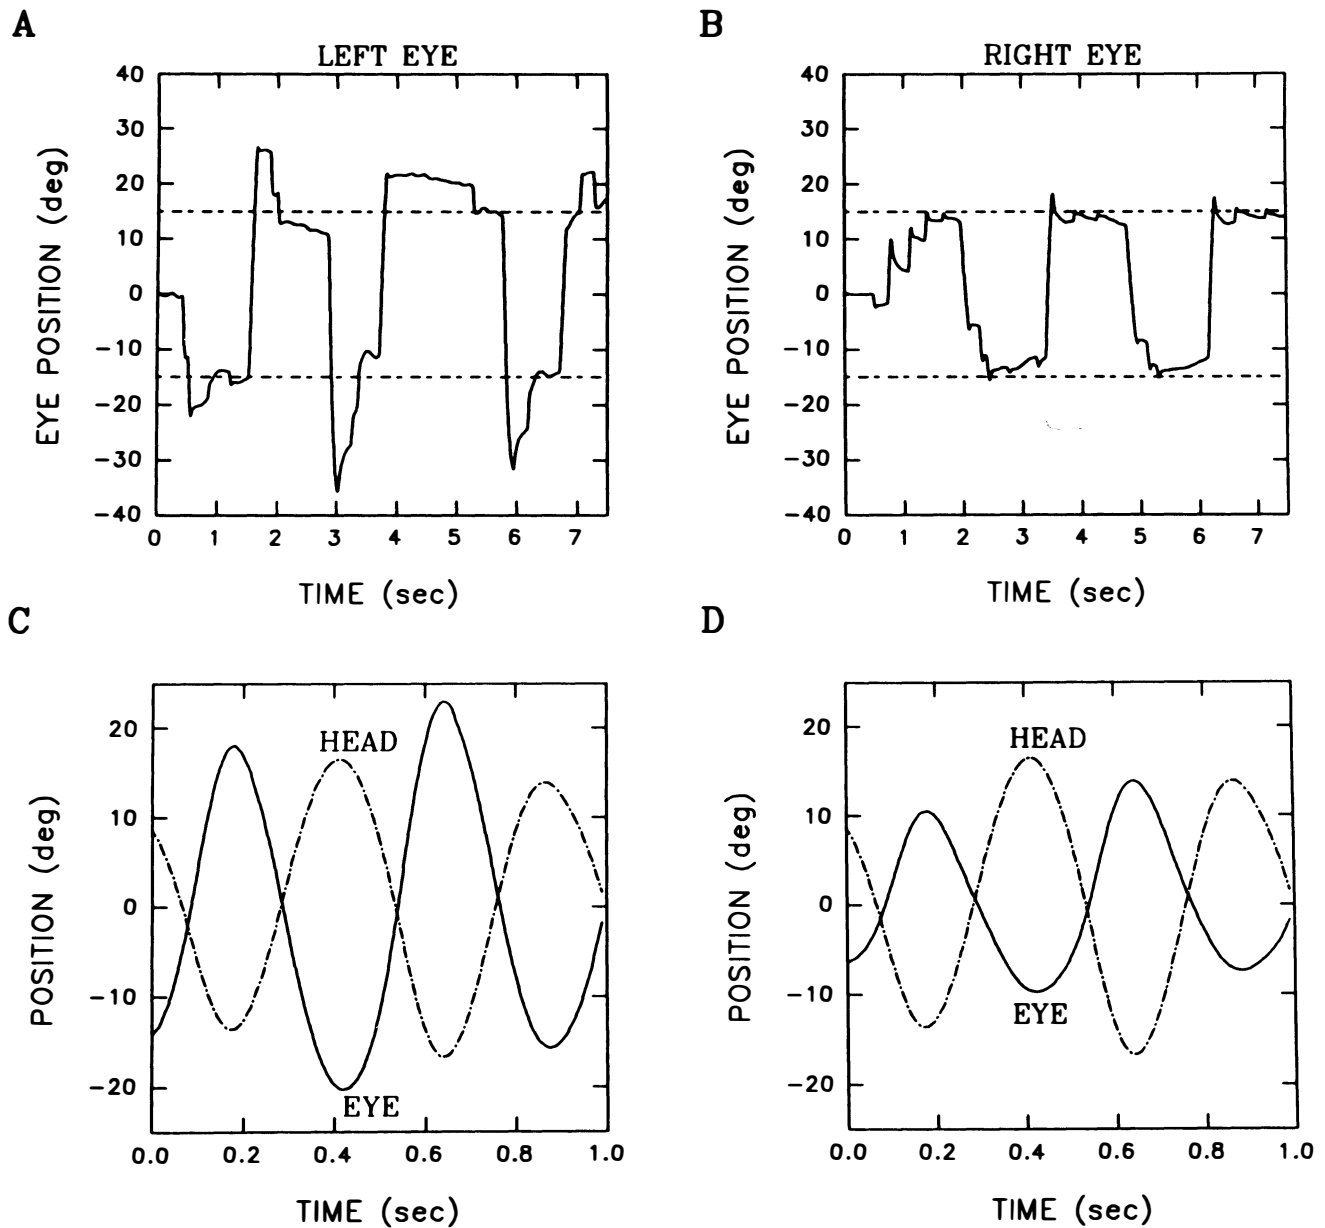 A
LEFT EYE
40
30
20
10
0
−10
−20
−30
−40
EYE POSITION (deg)
0 1 2 3 4 5 6 7
TIME (sec)
B
RIGHT EYE
40
30
20
10
0
−10
−20
−30
−40
EYE POSITION (deg)
0 1 2 3 4 5 6 7
TIME (sec)
C
20
10
0
−10
−20
POSITION (deg)
HEAD
EYE
0.0 0.2 0.4 0.6 0.8 1.0
TIME (sec)
D
20
10
0
−10
−20
POSITION (deg)
HEAD
EYE
0.0 0.2 0.4 0.6 0.8 1.0
TIME (sec)